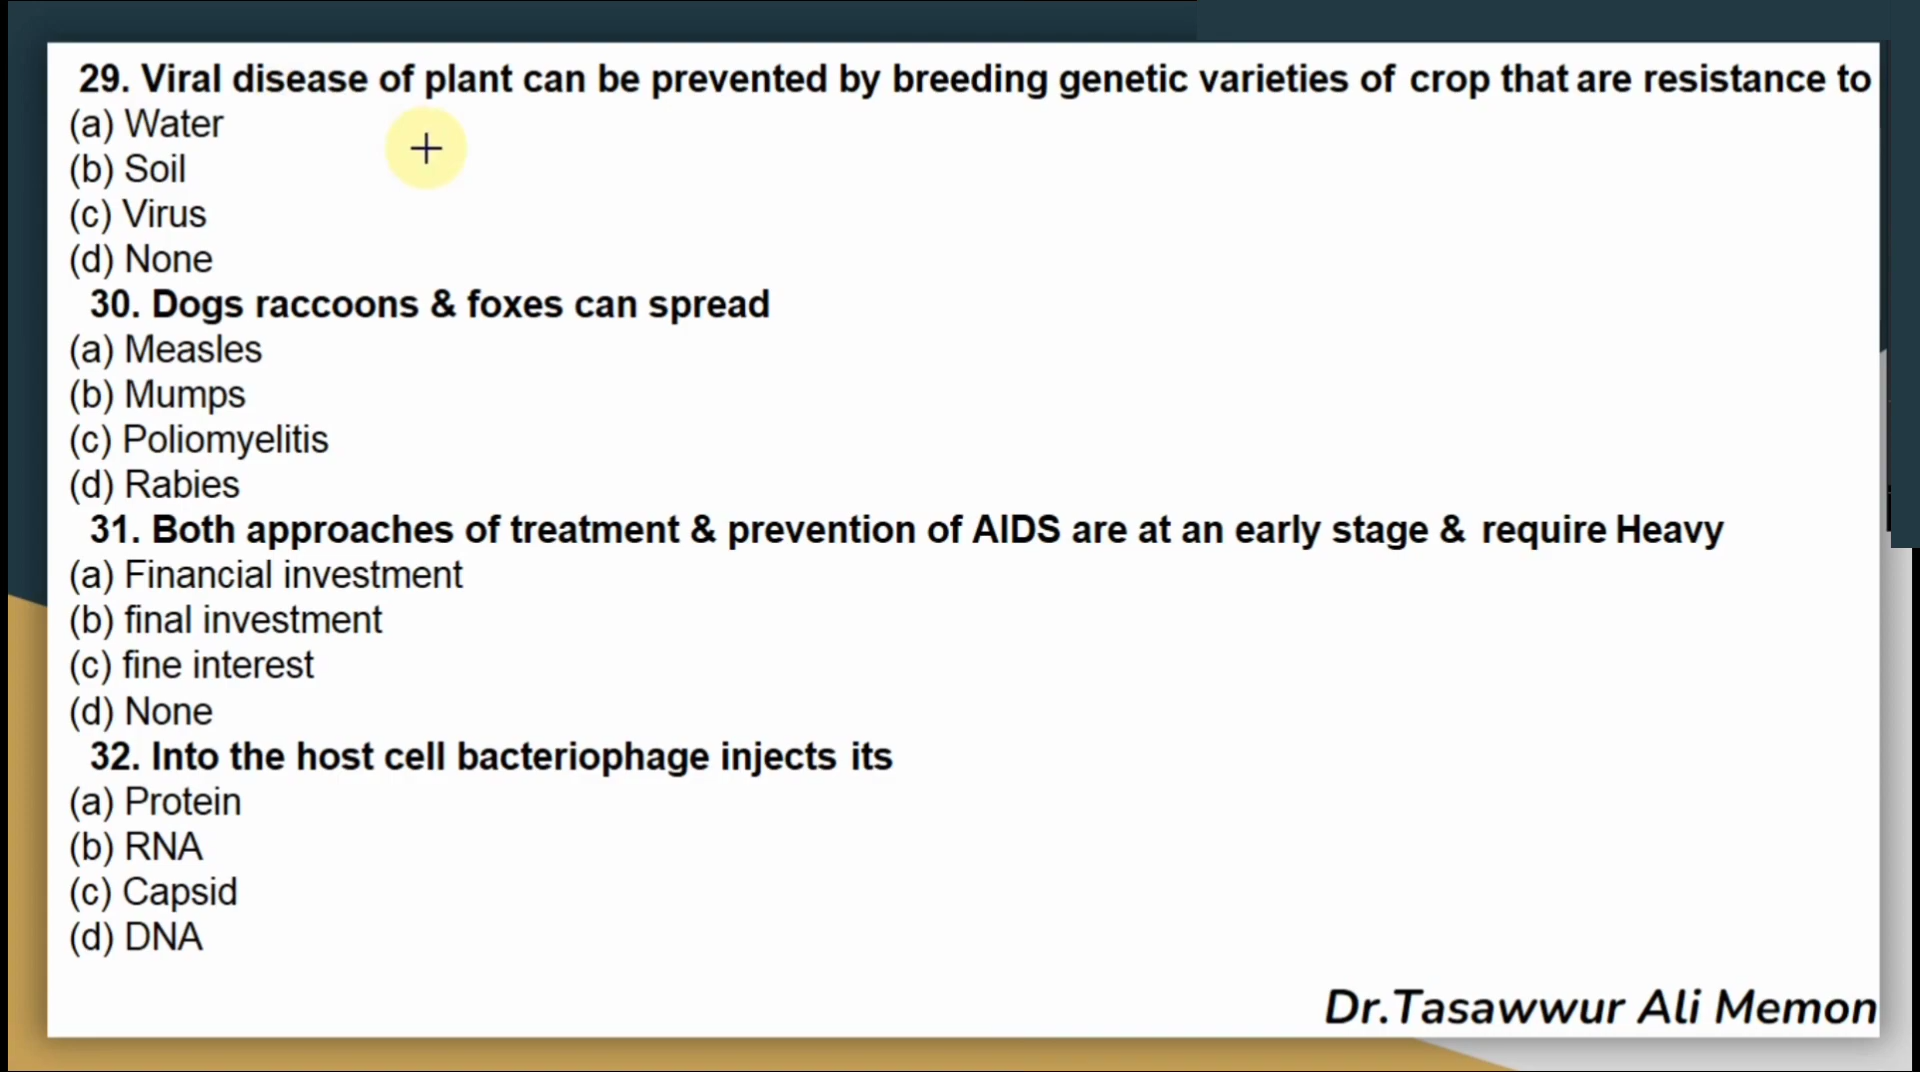 29. Viral disease of plant can be prevented by breeding genetic varieties of crop that are resistance to
(a) Water
(b) Soil
(c) Virus
(d) None
30. Dogs raccoons & foxes can spread
(a) Measles
(b) Mumps
(c) Poliomyelitis
(d) Rabies
31. Both approaches of treatment & prevention of AIDS are at an early stage & require Heavy
(a) Financial investment
(b) final investment
(c) fine interest
(d) None
32. Into the host cell bacteriophage injects its
(a) Protein
(b) RNA
(c) Capsid
(d) DNA
Dr.Tasawwur Ali Memon